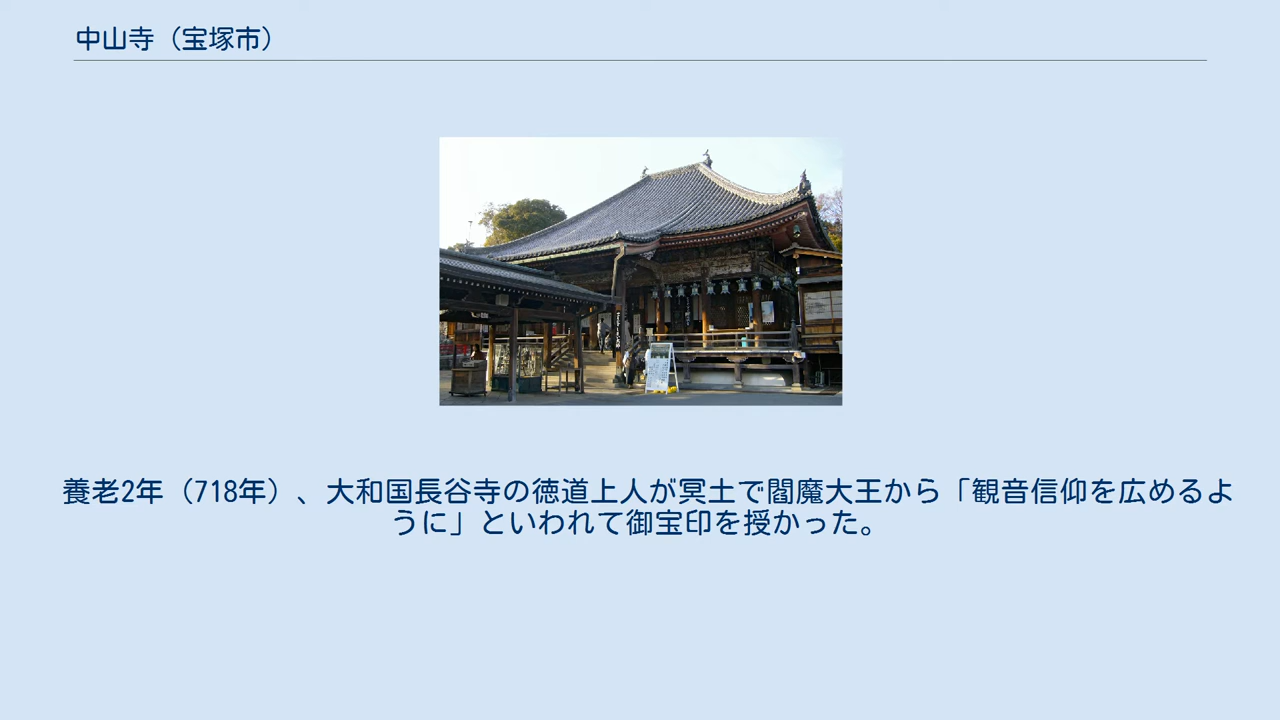 中山寺（宝塚市）
養老2年（718年）、大和国長谷寺の徳道上人が冥土で閻魔大王から「観音信仰を広めるよ
うに」といわれて御宝印を授かった。